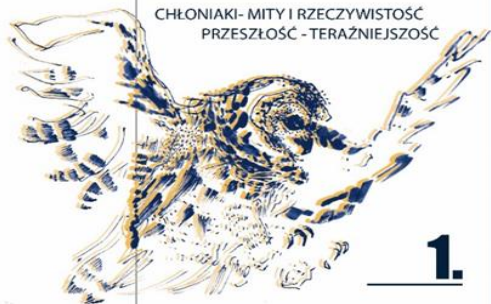 CHŁONIAKI- MITY I RZECZYWISTOŚĆ
PRZESZŁOŚĆ - TERAŹNIEJSZOŚĆ
1.